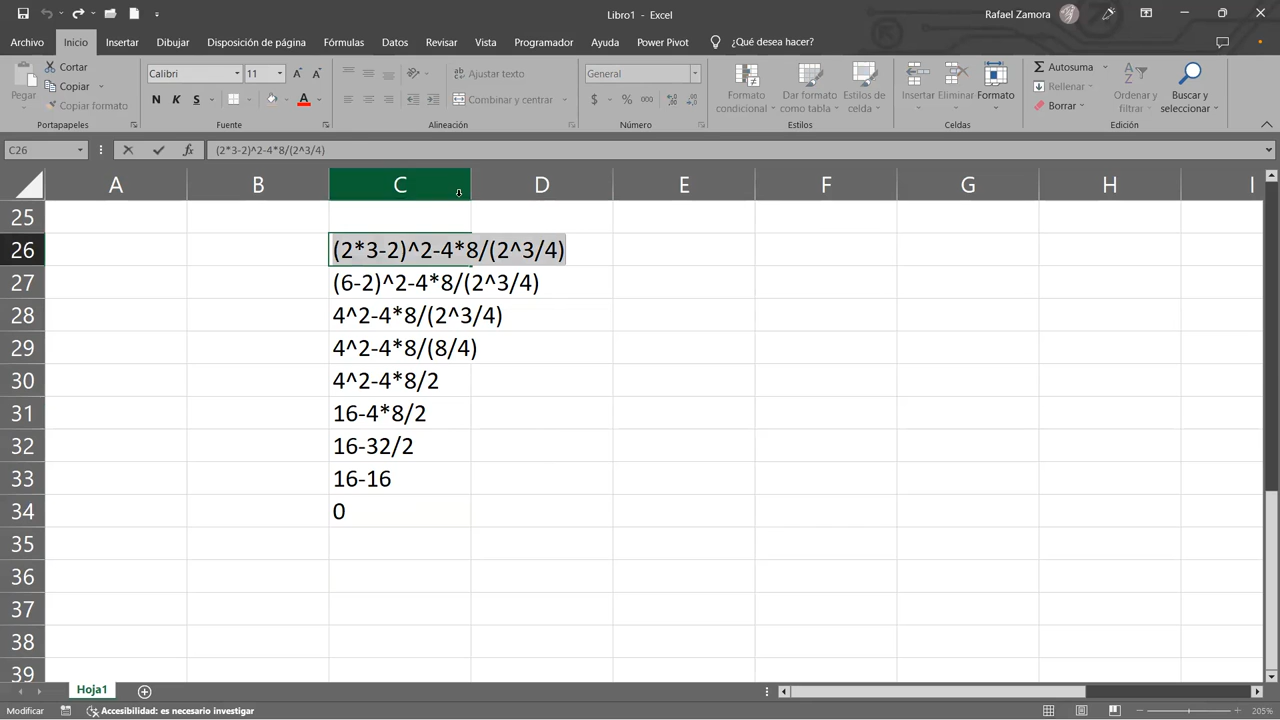 Libro1 - Excel
Rafael Zamora
Archivo Inicio Insertar Dibujar Disposición de página Fórmulas Datos Revisar Vista Programador Ayuda Power Pivot ¿Qué desea hacer?
Pegar
Cortar
Copiar
Copiar formato
Portapapeles
Calibri 11
N K S
Fuente
Ajustar texto
Combinar y centrar
Alineación
General
$ % 000
Número
Formato condicional
Dar formato como tabla
Estilos de celda
Estilos
Insertar Eliminar Formato
Celdas
Autosuma
Rellenar
Borrar
Ordenar y filtrar
Buscar y seleccionar
Edición
C26 fx (2*3-2)^2-4*8/(2^3/4)
A B C D E F G H I
25
26 (2*3-2)^2-4*8/(2^3/4)
27 (6-2)^2-4*8/(2^3/4)
28 4^2-4*8/(2^3/4)
29 4^2-4*8/(8/4)
30 4^2-4*8/2
31 16-4*8/2
32 16-32/2
33 16-16
34 0
35
36
37
38
39
Hoja1
Modificar Accesibilidad: es necesario investigar 205%